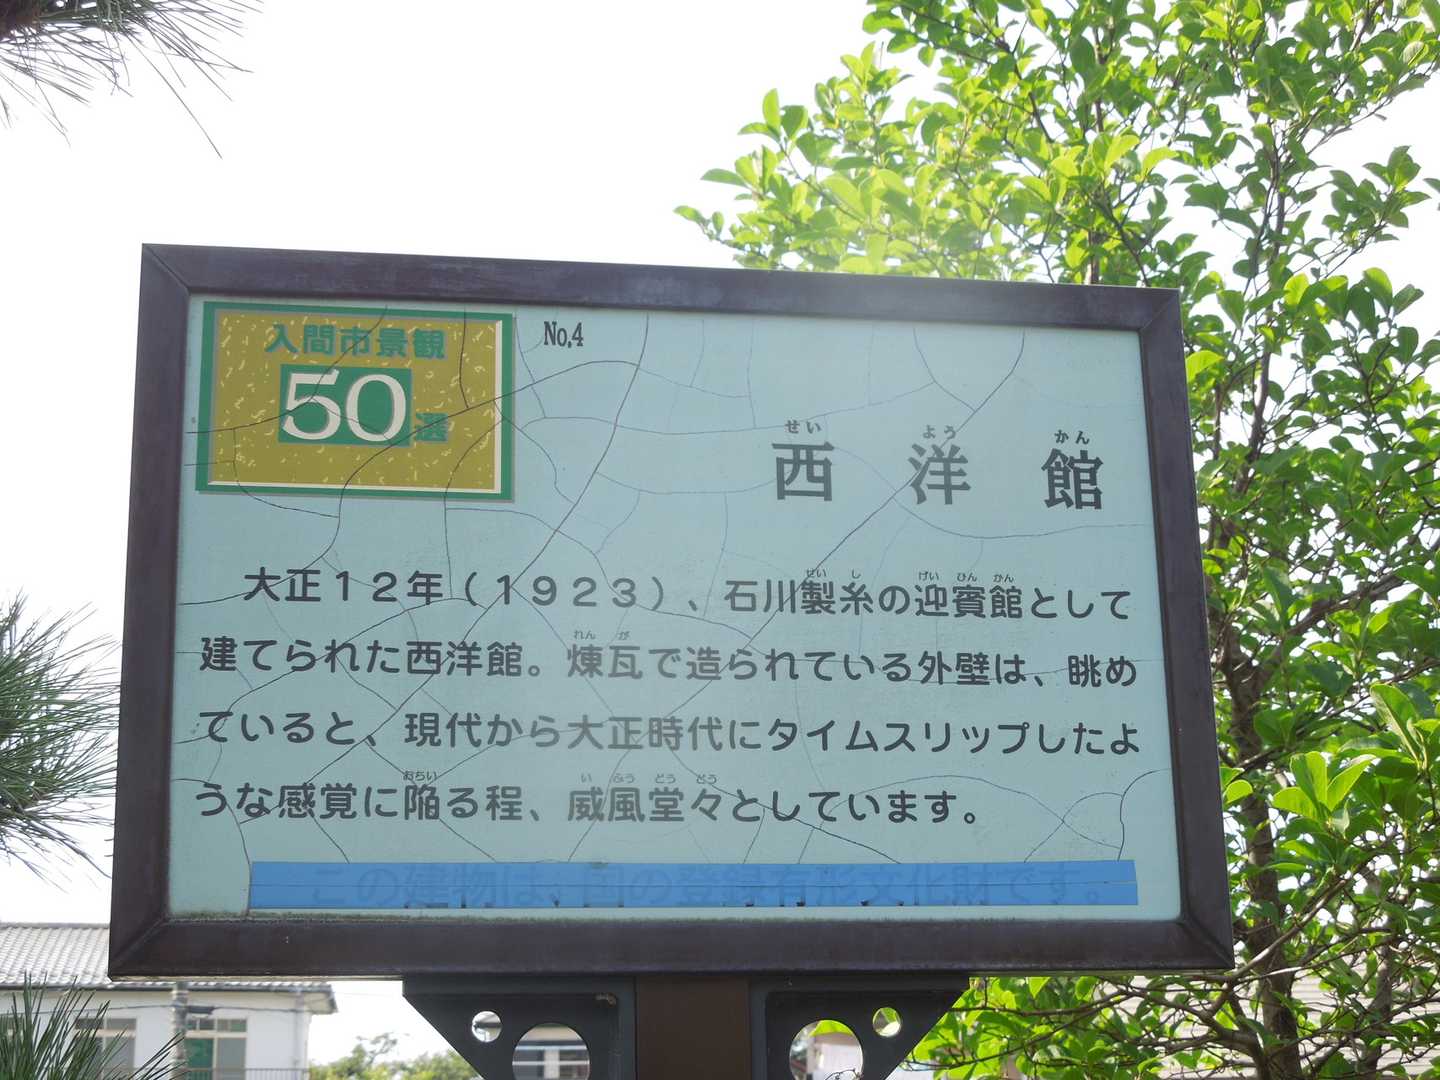 入間市景観
50選
No.4
せい よう かん
西洋館
せい し げい ひん かん
大正12年(1923)、石川製糸の迎賓館として
れん が
建てられた西洋館。煉瓦で造られている外壁は、眺め
ていると、現代から大正時代にタイムスリップしたよ
おちい い ふう どう どう
うな感覚に陥る程、威風堂々としています。
この建物は、国の登録有形文化財です。